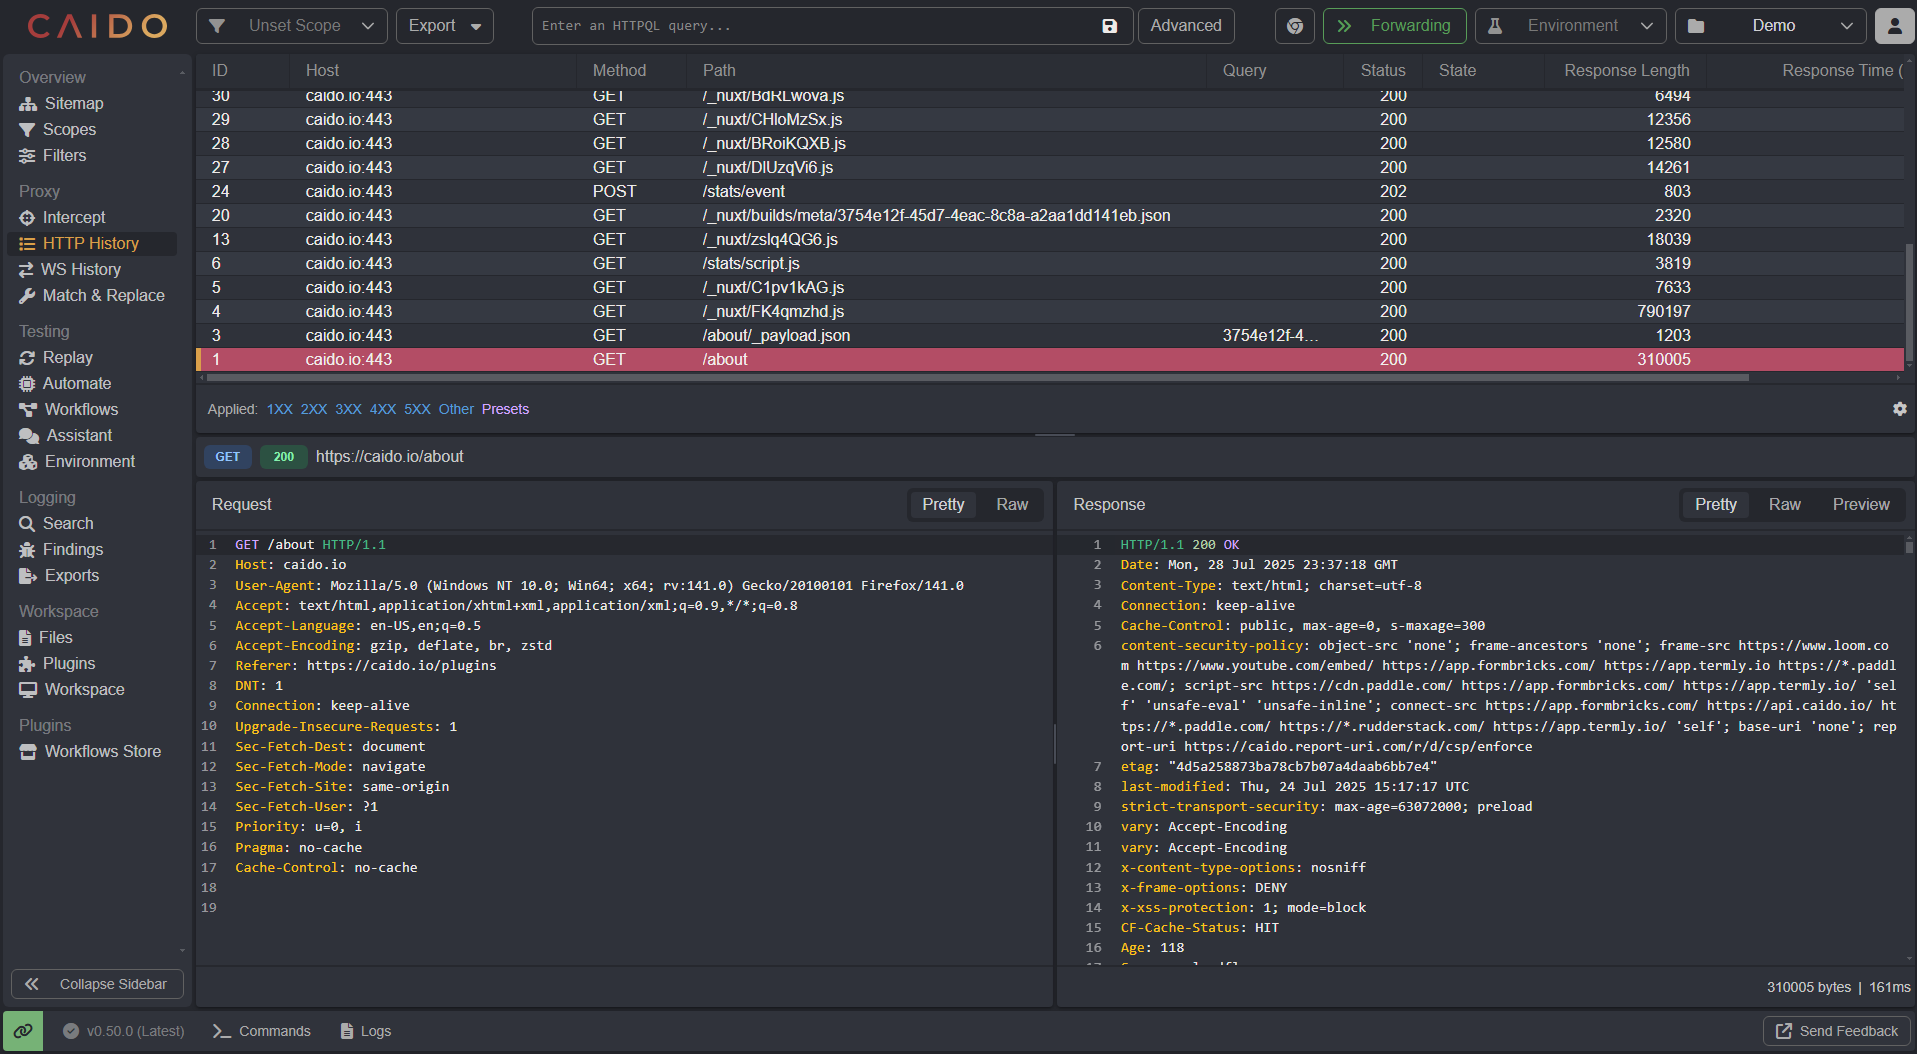 CAIDO
Unset Scope
Export
Enter an HTTPQL query...
Advanced
Forwarding
Environment
Demo
Overview
Sitemap
Scopes
Filters
Proxy
Intercept
HTTP History
WS History
Match & Replace
Testing
Replay
Automate
Workflows
Assistant
Environment
Logging
Search
Findings
Exports
Workspace
Files
Plugins
Workspace
Plugins
Workflows Store
Collapse Sidebar
ID Host Method Path Query Status State Response Length Response Time (
30 caido.io:443 GET /_nuxt/BdRLwova.js 200 6494
29 caido.io:443 GET /_nuxt/CHloMzSx.js 200 12356
28 caido.io:443 GET /_nuxt/BRoiKQXB.js 200 12580
27 caido.io:443 GET /_nuxt/DlUzqVi6.js 200 14261
24 caido.io:443 POST /stats/event 202 803
20 caido.io:443 GET /_nuxt/builds/meta/3754e12f-45d7-4eac-8c8a-a2aa1dd141eb.json 200 2320
13 caido.io:443 GET /_nuxt/zslq4QG6.js 200 18039
6 caido.io:443 GET /stats/script.js 200 3819
5 caido.io:443 GET /_nuxt/C1pv1kAG.js 200 7633
4 caido.io:443 GET /_nuxt/FK4qmzhd.js 200 790197
3 caido.io:443 GET /about/_payload.json 3754e12f-4... 200 1203
1 caido.io:443 GET /about 200 310005
Applied: 1XX 2XX 3XX 4XX 5XX Other Presets
GET 200 https://caido.io/about
Request Pretty Raw
1 GET /about HTTP/1.1
2 Host: caido.io
3 User-Agent: Mozilla/5.0 (Windows NT 10.0; Win64; x64; rv:141.0) Gecko/20100101 Firefox/141.0
4 Accept: text/html,application/xhtml+xml,application/xml;q=0.9,*/*;q=0.8
5 Accept-Language: en-US,en;q=0.5
6 Accept-Encoding: gzip, deflate, br, zstd
7 Referer: https://caido.io/plugins
8 DNT: 1
9 Connection: keep-alive
10 Upgrade-Insecure-Requests: 1
11 Sec-Fetch-Dest: document
12 Sec-Fetch-Mode: navigate
13 Sec-Fetch-Site: same-origin
14 Sec-Fetch-User: ?1
15 Priority: u=0, i
16 Pragma: no-cache
17 Cache-Control: no-cache
18
19
Response Pretty Raw Preview
1 HTTP/1.1 200 OK
2 Date: Mon, 28 Jul 2025 23:37:18 GMT
3 Content-Type: text/html; charset=utf-8
4 Connection: keep-alive
5 Cache-Control: public, max-age=0, s-maxage=300
6 content-security-policy: object-src 'none'; frame-ancestors 'none'; frame-src https://www.loom.co
m https://www.youtube.com/embed/ https://app.formbricks.com/ https://app.termly.io https://*.paddl
e.com/; script-src https://cdn.paddle.com/ https://app.formbricks.com/ https://app.termly.io/ 'sel
f' 'unsafe-eval' 'unsafe-inline'; connect-src https://app.formbricks.com/ https://api.caido.io/ ht
tps://*.paddle.com/ https://*.rudderstack.com/ https://app.termly.io/ 'self'; base-uri 'none'; rep
ort-uri https://caido.report-uri.com/r/d/csp/enforce
7 etag: "4d5a258873ba78cb7b07a4daab6bb7e4"
8 last-modified: Thu, 24 Jul 2025 15:17:17 UTC
9 strict-transport-security: max-age=63072000; preload
10 vary: Accept-Encoding
11 vary: Accept-Encoding
12 x-content-type-options: nosniff
13 x-frame-options: DENY
14 x-xss-protection: 1; mode=block
15 CF-Cache-Status: HIT
16 Age: 118
310005 bytes | 161ms
v0.50.0 (Latest)
Commands
Logs
Send Feedback